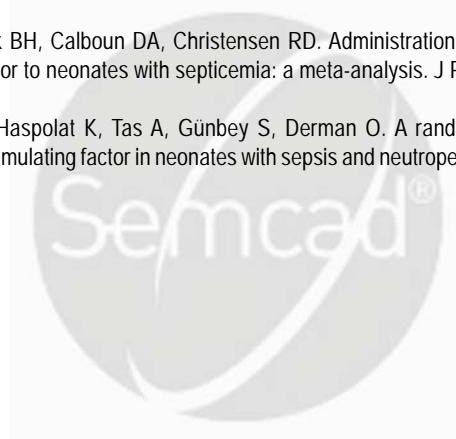 k BH, Calboun DA, Christensen RD. Administration
or to neonates with septicemia: a meta-analysis. J P
Haspolat K, Tas A, Günbey S, Derman O. A rand
mulating factor in neonates with sepsis and neutrope
Semcad®